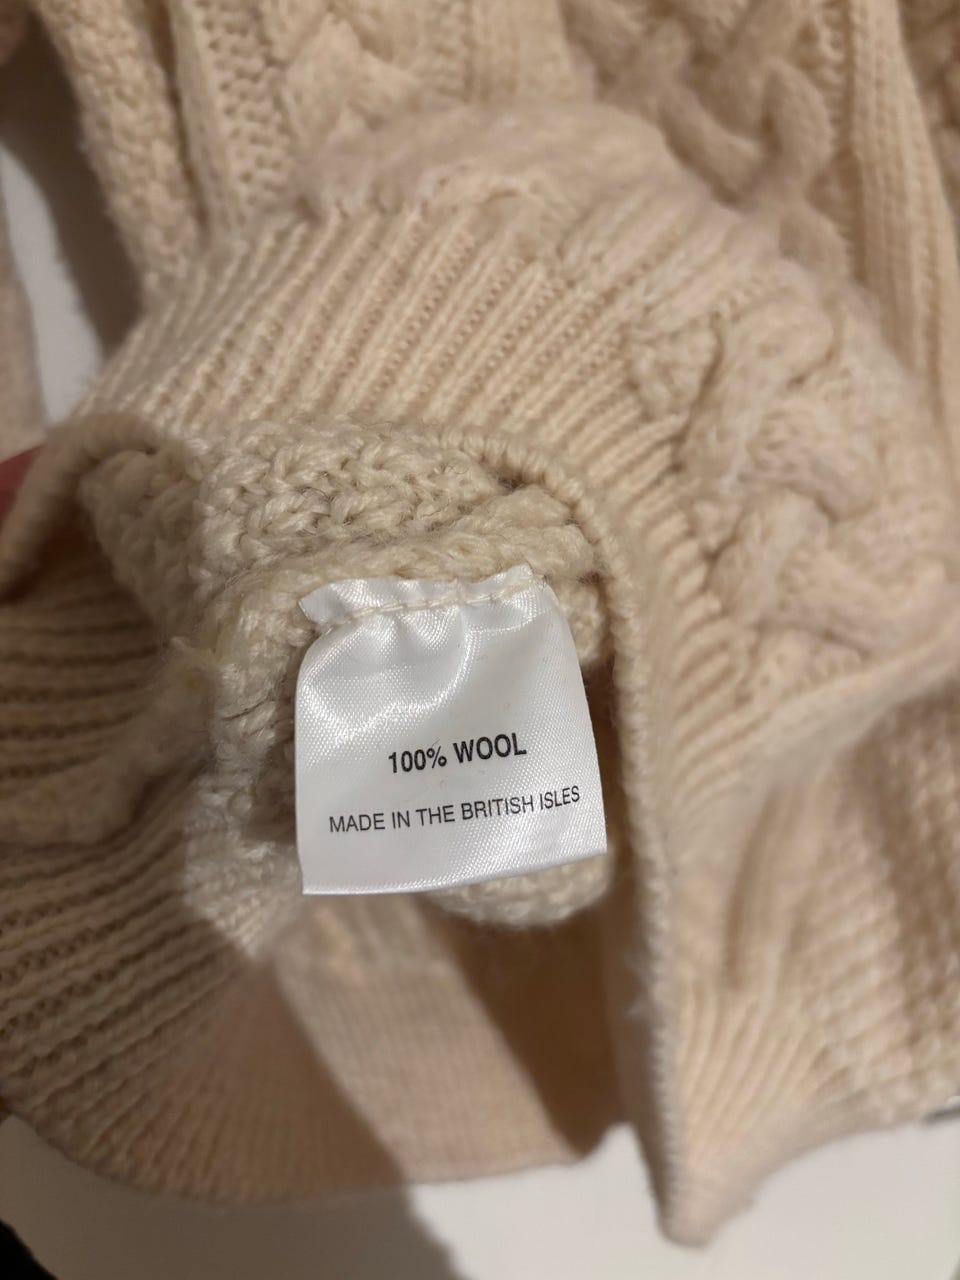 100% WOOL
MADE IN THE BRITISH ISLES